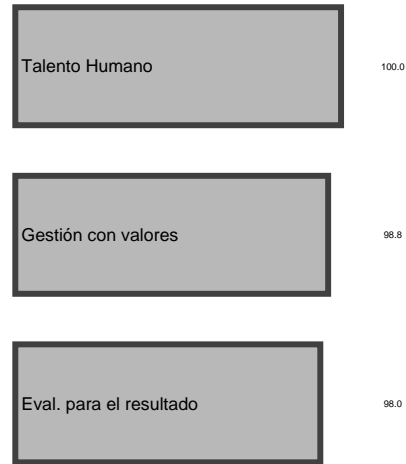 Talento Humano 100.0
Gestión con valores 98.8
Eval. para el resultado 98.0